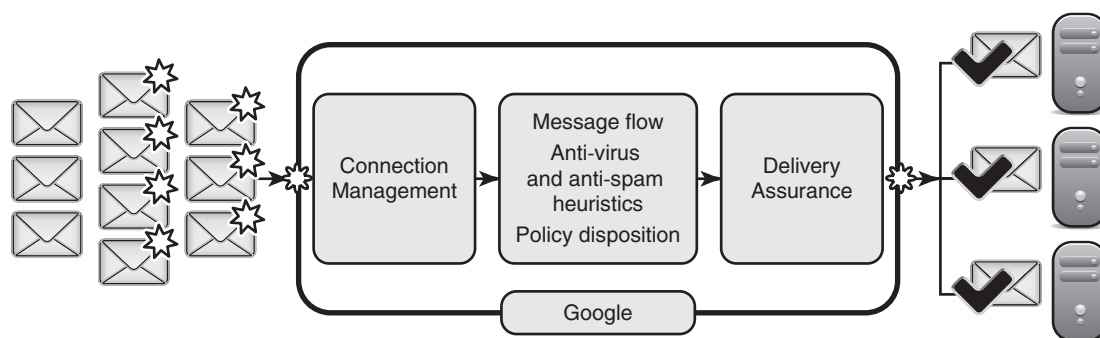 Connection
Management
Message flow
Anti-virus
and anti-spam
heuristics
Policy disposition
Delivery
Assurance
Google